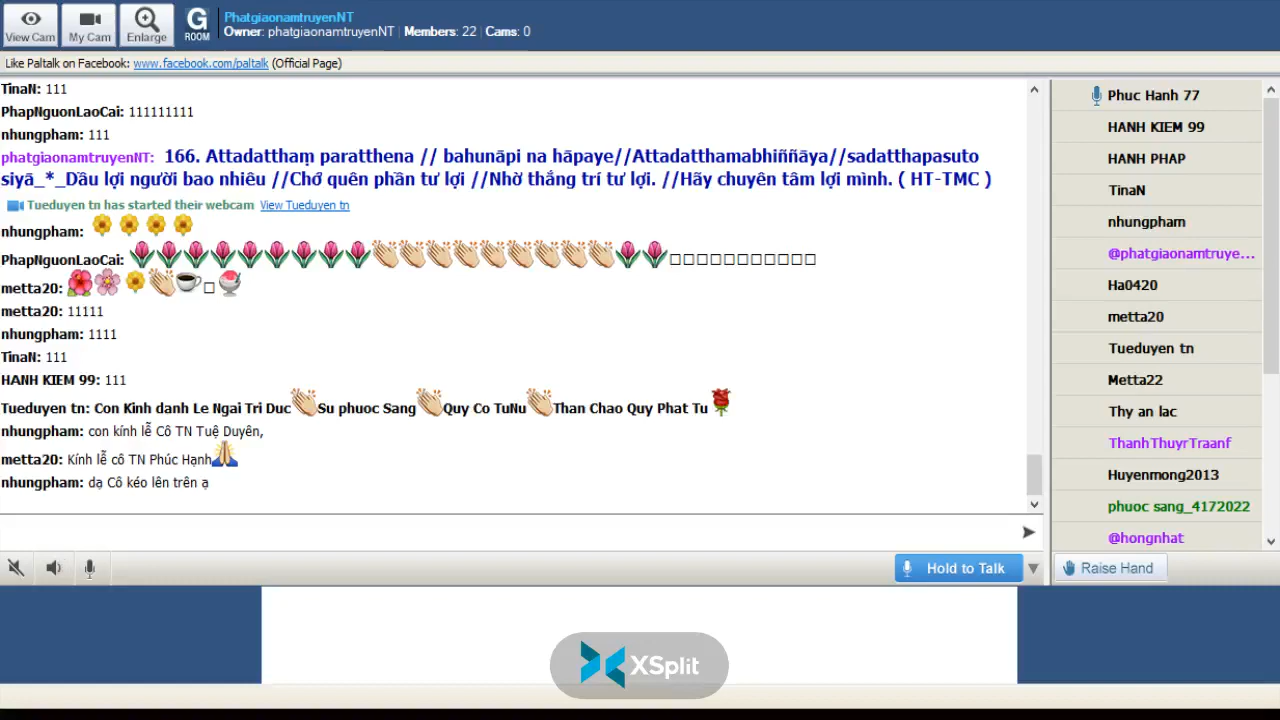 View Cam
My Cam
Enlarge
G
ROOM
PhatgiaonamtruyenNT
Owner: phatgiaonamtruyenNT | Members: 22 | Cams: 0
Like Paltalk on Facebook: www.facebook.com/paltalk (Official Page)
TinaN: 111
PhapNguonLaoCai: 111111111
nhungpham: 111
phatgiaonamtruyenNT: 166. Attadatthaṃ paratthena // bahunāpi na hāpaye//Attadatthamabhiññāya//sadatthapasuto
siyā_*_Dầu lợi người bao nhiêu //Chớ quên phần tư lợi //Nhờ thắng trí tư lợi. //Hãy chuyên tâm lợi mình. ( HT-TMC )
Tueduyen tn has started their webcam View Tueduyen tn
nhungpham:
PhapNguonLaoCai:
metta20:
metta20: 11111
nhungpham: 1111
TinaN: 111
HANH KIEM 99: 111
Tueduyen tn: Con Kinh danh Le Ngai Tri Duc Su phuoc Sang Quy Co TuNu Than Chao Quy Phat Tu
nhungpham: con kính lễ Cô TN Tuệ Duyên,
metta20: Kính lễ cô TN Phúc Hạnh
nhungpham: dạ Cô kéo lên trên ạ
Hold to Talk
Phuc Hanh 77
HANH KIEM 99
HANH PHAP
TinaN
nhungpham
@phatgiaonamtruye...
Ha0420
metta20
Tueduyen tn
Metta22
Thy an lac
ThanhThuyrTraanf
Huyenmong2013
phuoc sang_4172022
@hongnhat
Raise Hand
XSplit